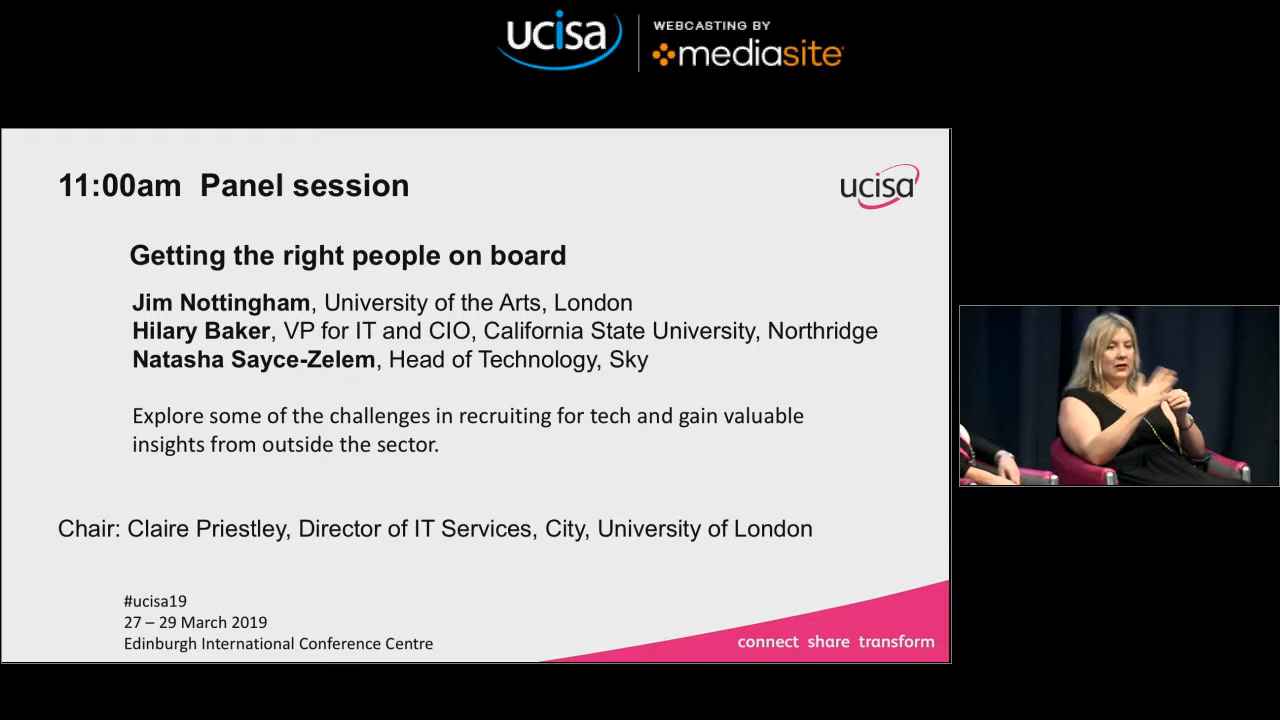 ucisa
WEBCASTING BY
mediasite
11:00am Panel session
ucisa
Getting the right people on board
Jim Nottingham, University of the Arts, London
Hilary Baker, VP for IT and CIO, California State University, Northridge
Natasha Sayce-Zelem, Head of Technology, Sky
Explore some of the challenges in recruiting for tech and gain valuable
insights from outside the sector.
Chair: Claire Priestley, Director of IT Services, City, University of London
#ucisa19
27 – 29 March 2019
Edinburgh International Conference Centre
connect share transform